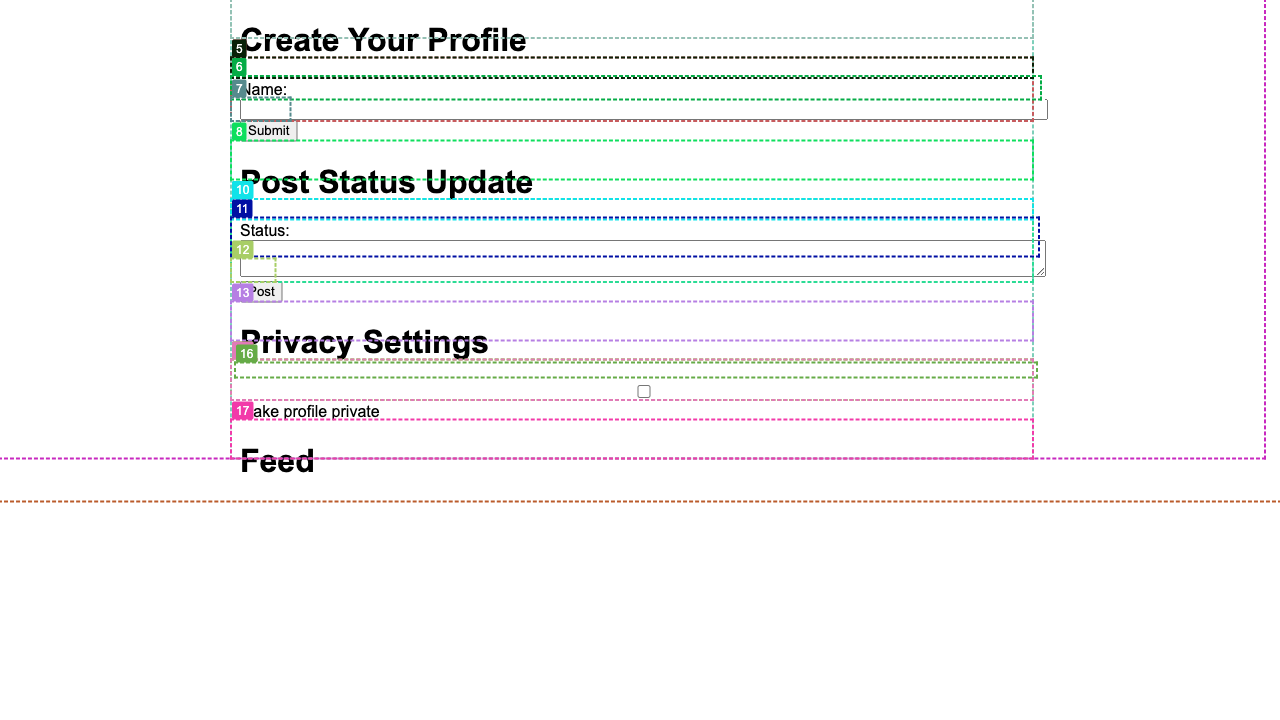 Create Your Profile
5
6
7
Name:
8
Submit
Post Status Update
10
11
Status:
12
13
Post
Privacy Settings
16
17
ake profile private
Feed